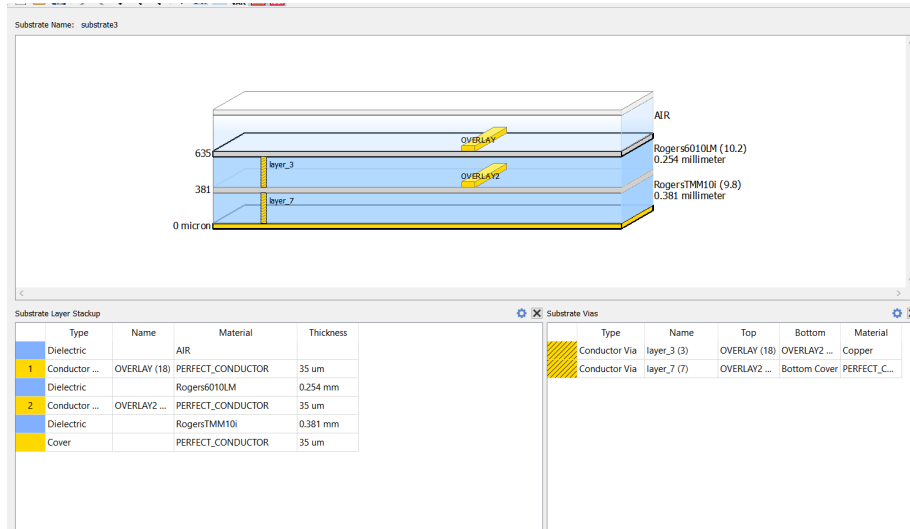 Substrate Name: substrate3
AIR
OVERLAY
635
Rogers6010LM (10.2)
0.254 millimeter
layer_3
OVERLAY2
381
RogersTMM10i (9.8)
0.381 millimeter
layer_7
0 micron
Substrate Layer Stackup
Type Name Material Thickness
Dielectric AIR
1 Conductor ... OVERLAY (18) PERFECT_CONDUCTOR 35 um
Dielectric Rogers6010LM 0.254 mm
2 Conductor ... OVERLAY2 ... PERFECT_CONDUCTOR 35 um
Dielectric RogersTMM10i 0.381 mm
Cover PERFECT_CONDUCTOR 35 um
Substrate Vias
Type Name Top Bottom Material
Conductor Via layer_3 (3) OVERLAY (18) OVERLAY2 ... Copper
Conductor Via layer_7 (7) OVERLAY2 ... Bottom Cover PERFECT_C...